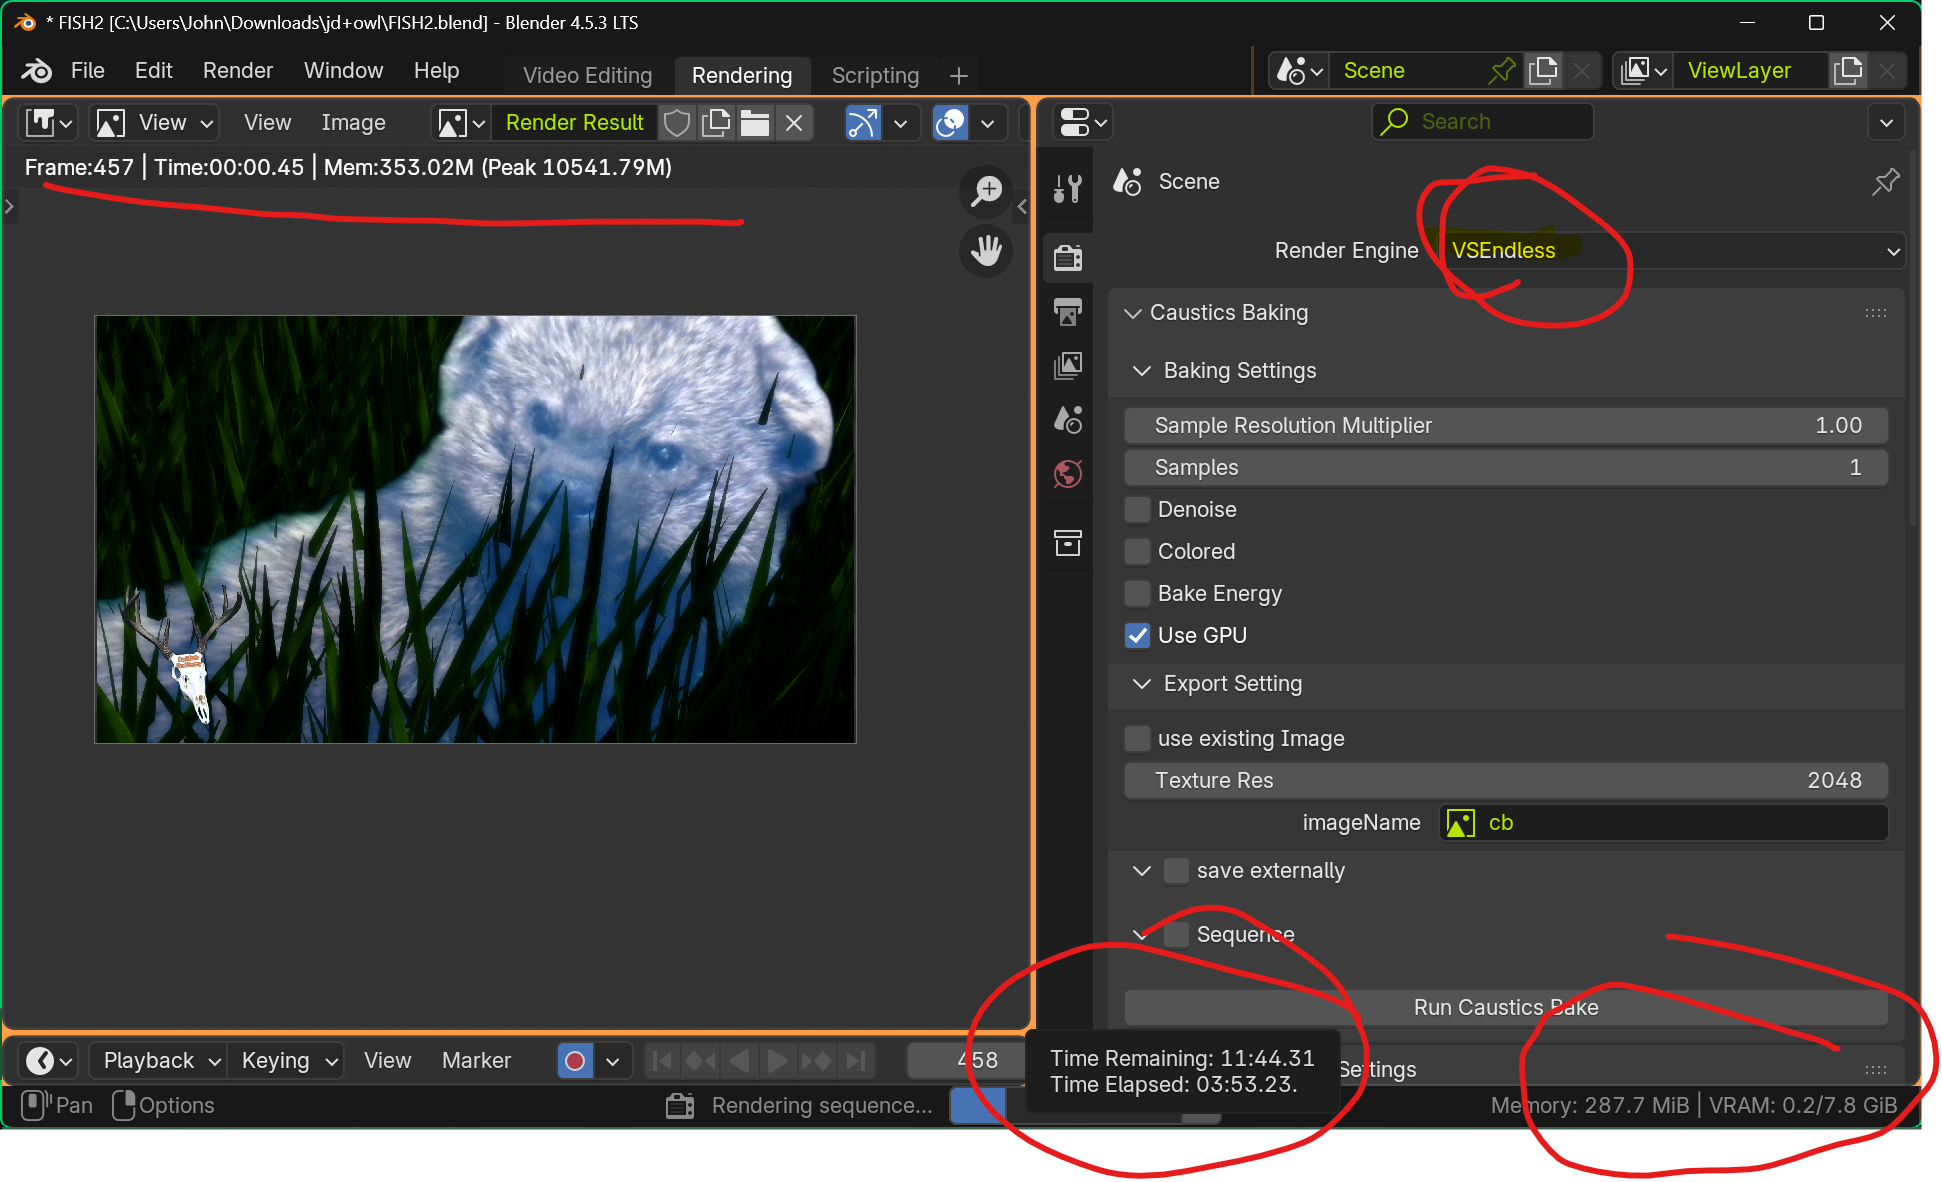 * FISH2 [C:\Users\John\Downloads\jd+owl\FISH2.blend] - Blender 4.5.3 LTS
File Edit Render Window Help Video Editing Rendering Scripting + Scene ViewLayer
View View Image Render Result Search
Frame:457 | Time:00:00.45 | Mem:353.02M (Peak 10541.79M)
Scene
Render Engine VSEndless
Caustics Baking
Baking Settings
Sample Resolution Multiplier 1.00
Samples 1
Denoise
Colored
Bake Energy
Use GPU
Export Setting
use existing Image
Texture Res 2048
imageName cb
save externally
Sequence
Run Caustics Bake
Playback Keying View Marker 458
Time Remaining: 11:44.31
Time Elapsed: 03:53.23.
Settings
Pan Options Rendering sequence... Memory: 287.7 MiB | VRAM: 0.2/7.8 GiB